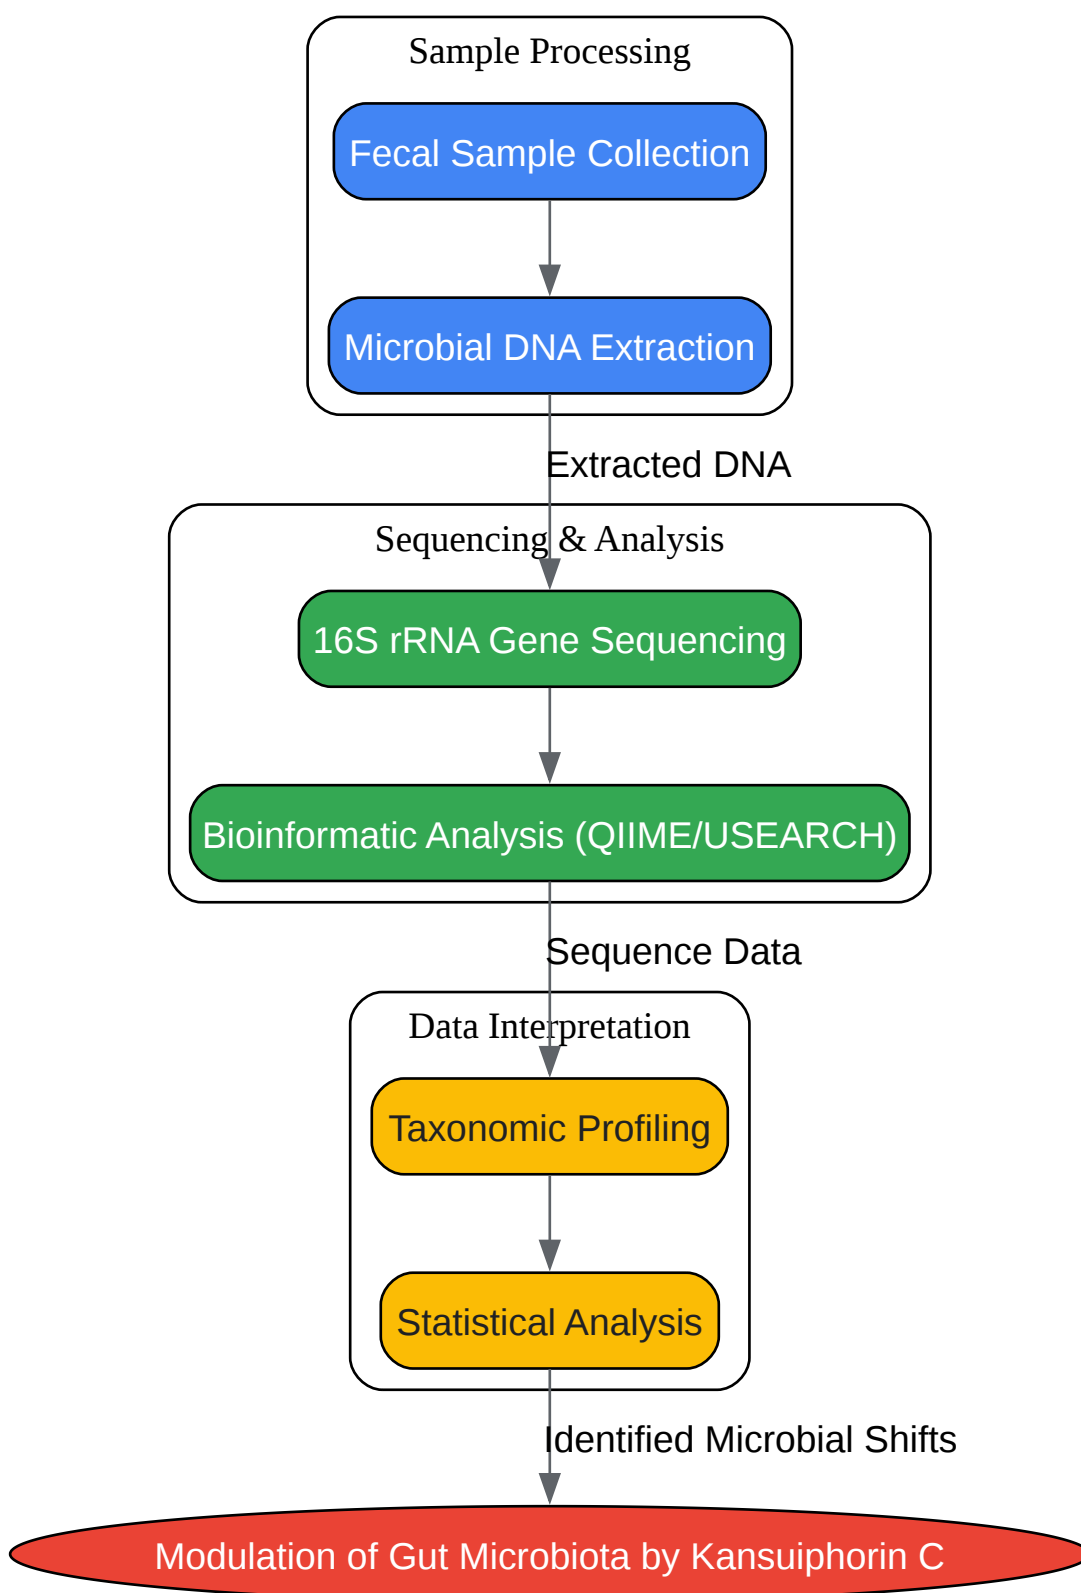 Sample Processing
Fecal Sample Collection
Microbial DNA Extraction
Extracted DNA
Sequencing & Analysis
16S rRNA Gene Sequencing
Bioinformatic Analysis (QIIME/USEARCH)
Sequence Data
Data Interpretation
Taxonomic Profiling
Statistical Analysis
Identified Microbial Shifts
Modulation of Gut Microbiota by Kansuiphorin C